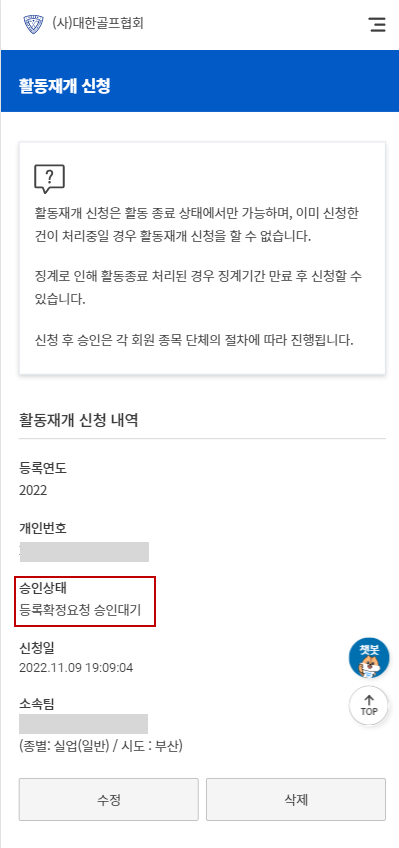 (사)대한골프협회
활동재개 신청
활동재개 신청은 활동 종료 상태에서만 가능하며, 이미 신청한
건이 처리중일 경우 활동재개 신청을 할 수 없습니다.
징계로 인해 활동종료 처리된 경우 징계기간 만료 후 신청할 수
있습니다.
신청 후 승인은 각 회원 종목 단체의 절차에 따라 진행됩니다.
활동재개 신청 내역
등록연도
2022
개인번호
승인상태
등록확정요청 승인대기
신청일
2022.11.09 19:09:04
챗봇
소속팀
TOP
(종별: 실업(일반) / 시도 : 부산)
수정
삭제